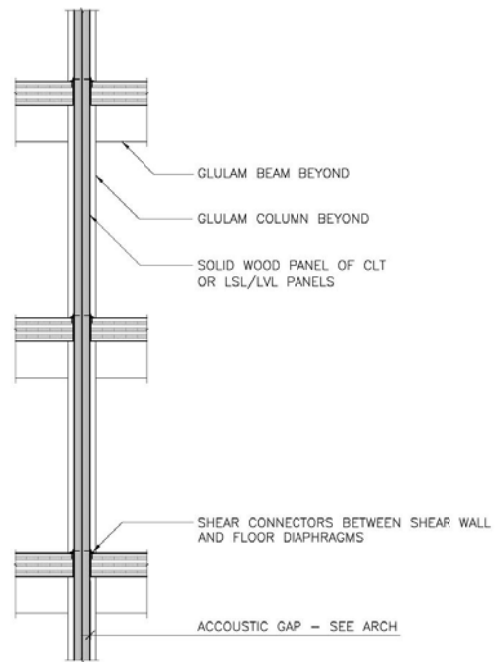 GLULAM BEAM BEYOND
GLULAM COLUMN BEYOND
SOLID WOOD PANEL OF CLT
OR LSL/LVL PANELS
SHEAR CONNECTORS BETWEEN SHEAR WALL
AND FLOOR DIAPHRAGMS
ACCOUSTIC GAP – SEE ARCH